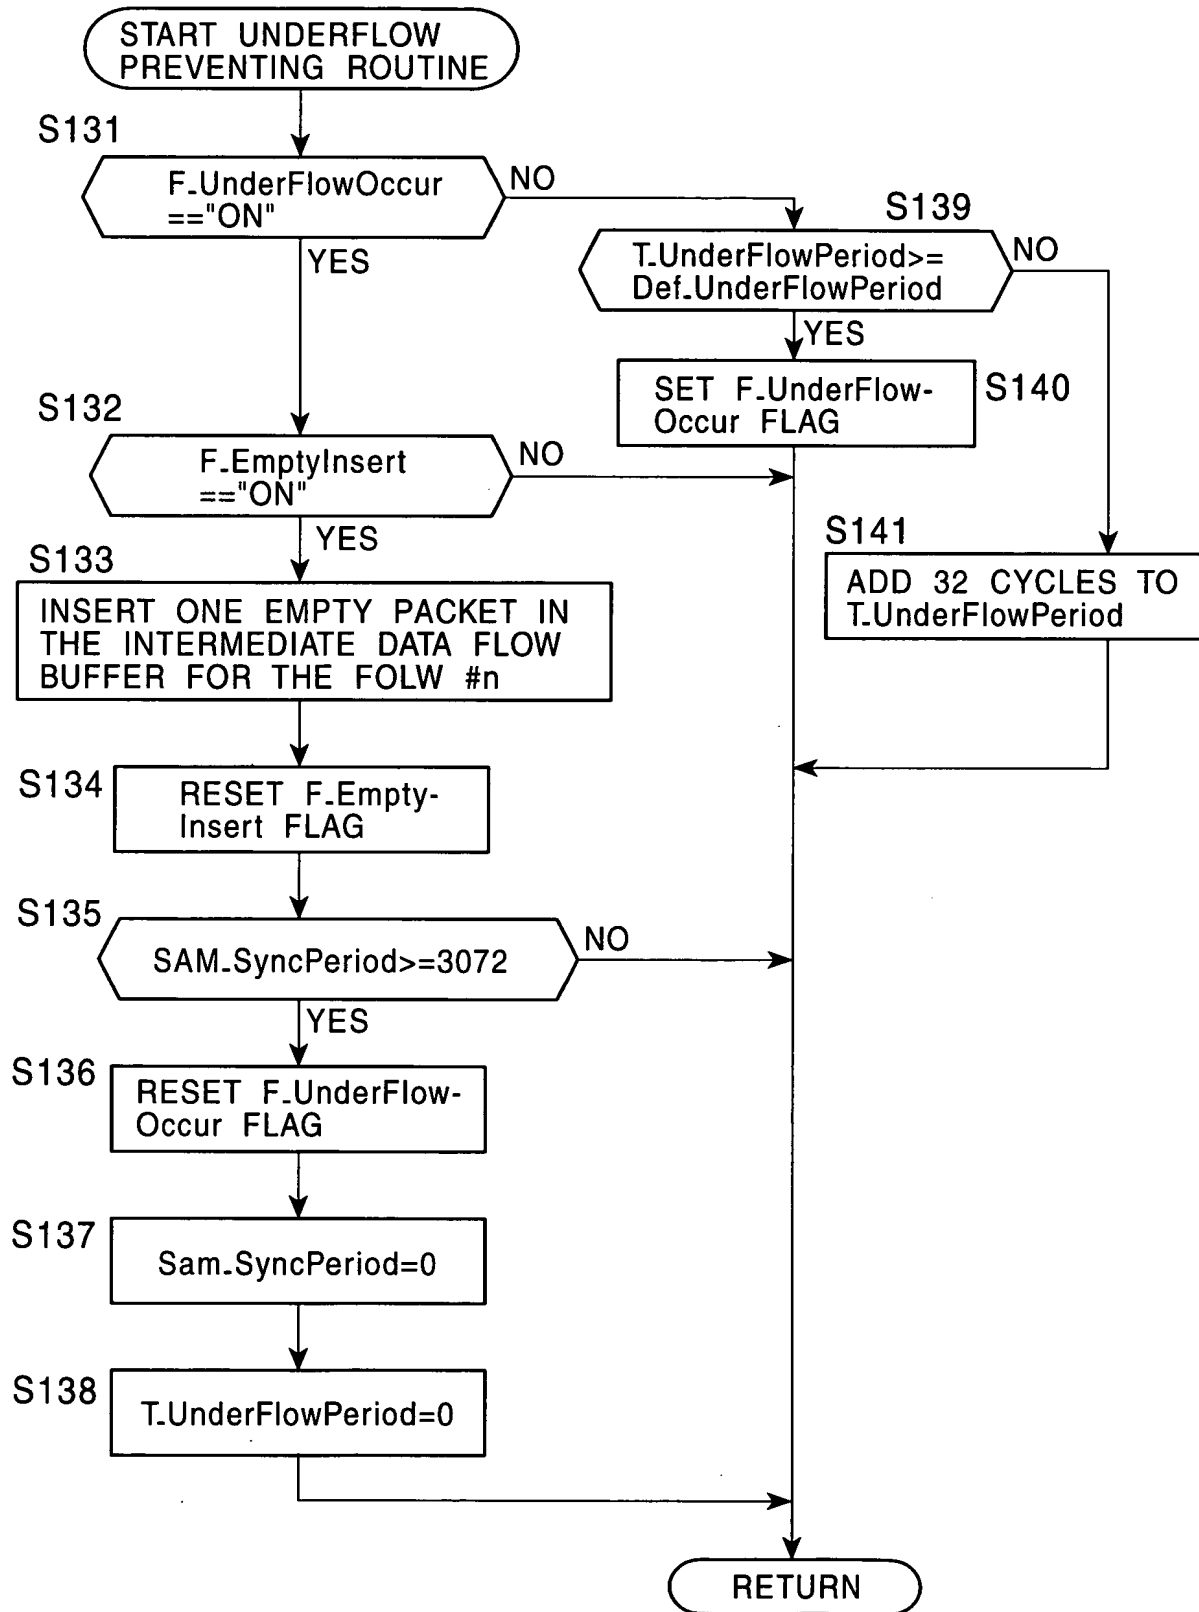 START UNDERFLOW
PREVENTING ROUTINE
S131
F_UnderFlowOccur
=="ON"
NO
YES
S139
T_UnderFlowPeriod>=
Def_UnderFlowPeriod
NO
YES
SET F_UnderFlow-
Occur FLAG
S140
S132
F_EmptyInsert
=="ON"
NO
YES
S141
ADD 32 CYCLES TO
T_UnderFlowPeriod
S133
INSERT ONE EMPTY PACKET IN
THE INTERMEDIATE DATA FLOW
BUFFER FOR THE FOLW #n
S134
RESET F_Empty-
Insert FLAG
S135
SAM_SyncPeriod>=3072
NO
YES
S136
RESET F_UnderFlow-
Occur FLAG
S137
Sam_SyncPeriod=0
S138
T_UnderFlowPeriod=0
RETURN